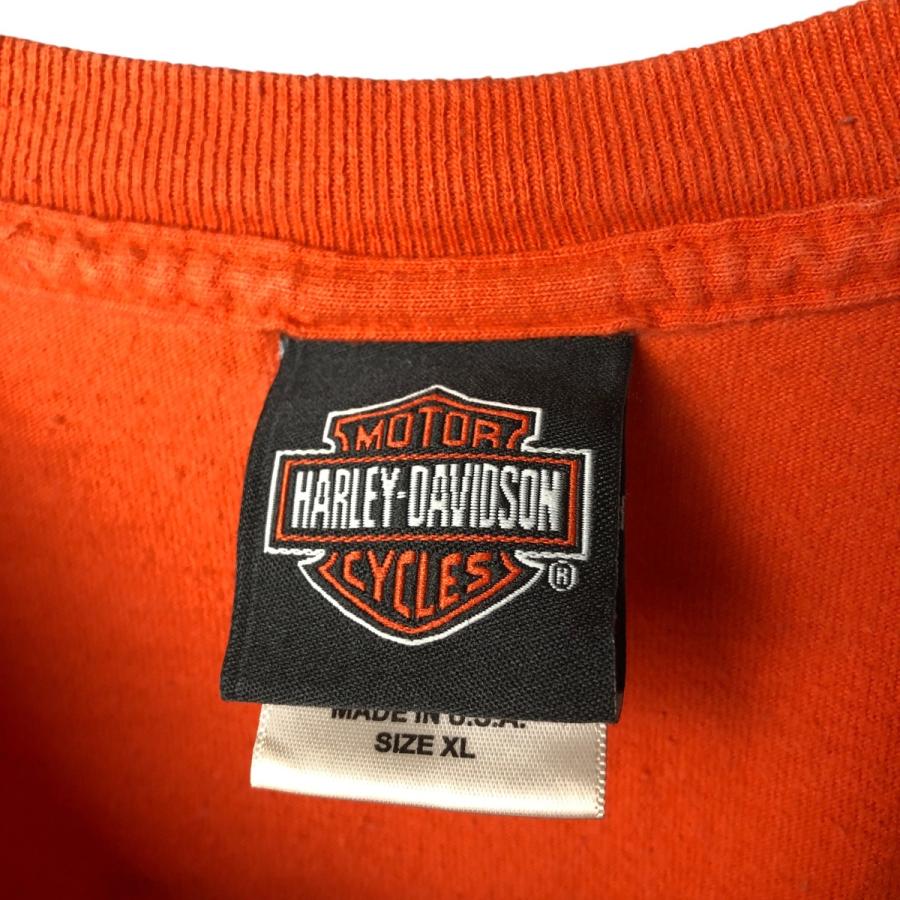 MOTOR
HARLEY-DAVIDSON
CYCLES
®
MADE IN U.S.A.
SIZE XL